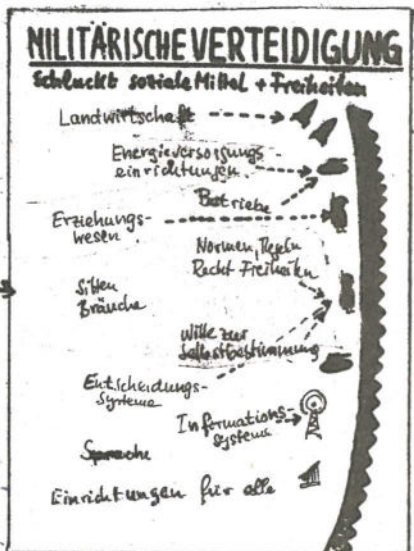 MILITÄRISCHE VERTEIDIGUNG
schluckt soziale Mittel + Freiheiten
Landwirtschaft
Energieversorgungs-
einrichtungen
Betriebe
Erziehungs-
wesen
Normen, Regeln
Recht Freiheiten
Sitten
Bräuche
Wille zur
Selbstbestimmung
Entscheidungs-
systeme
Informations-
systeme
Sprache
Einrichtungen für alle